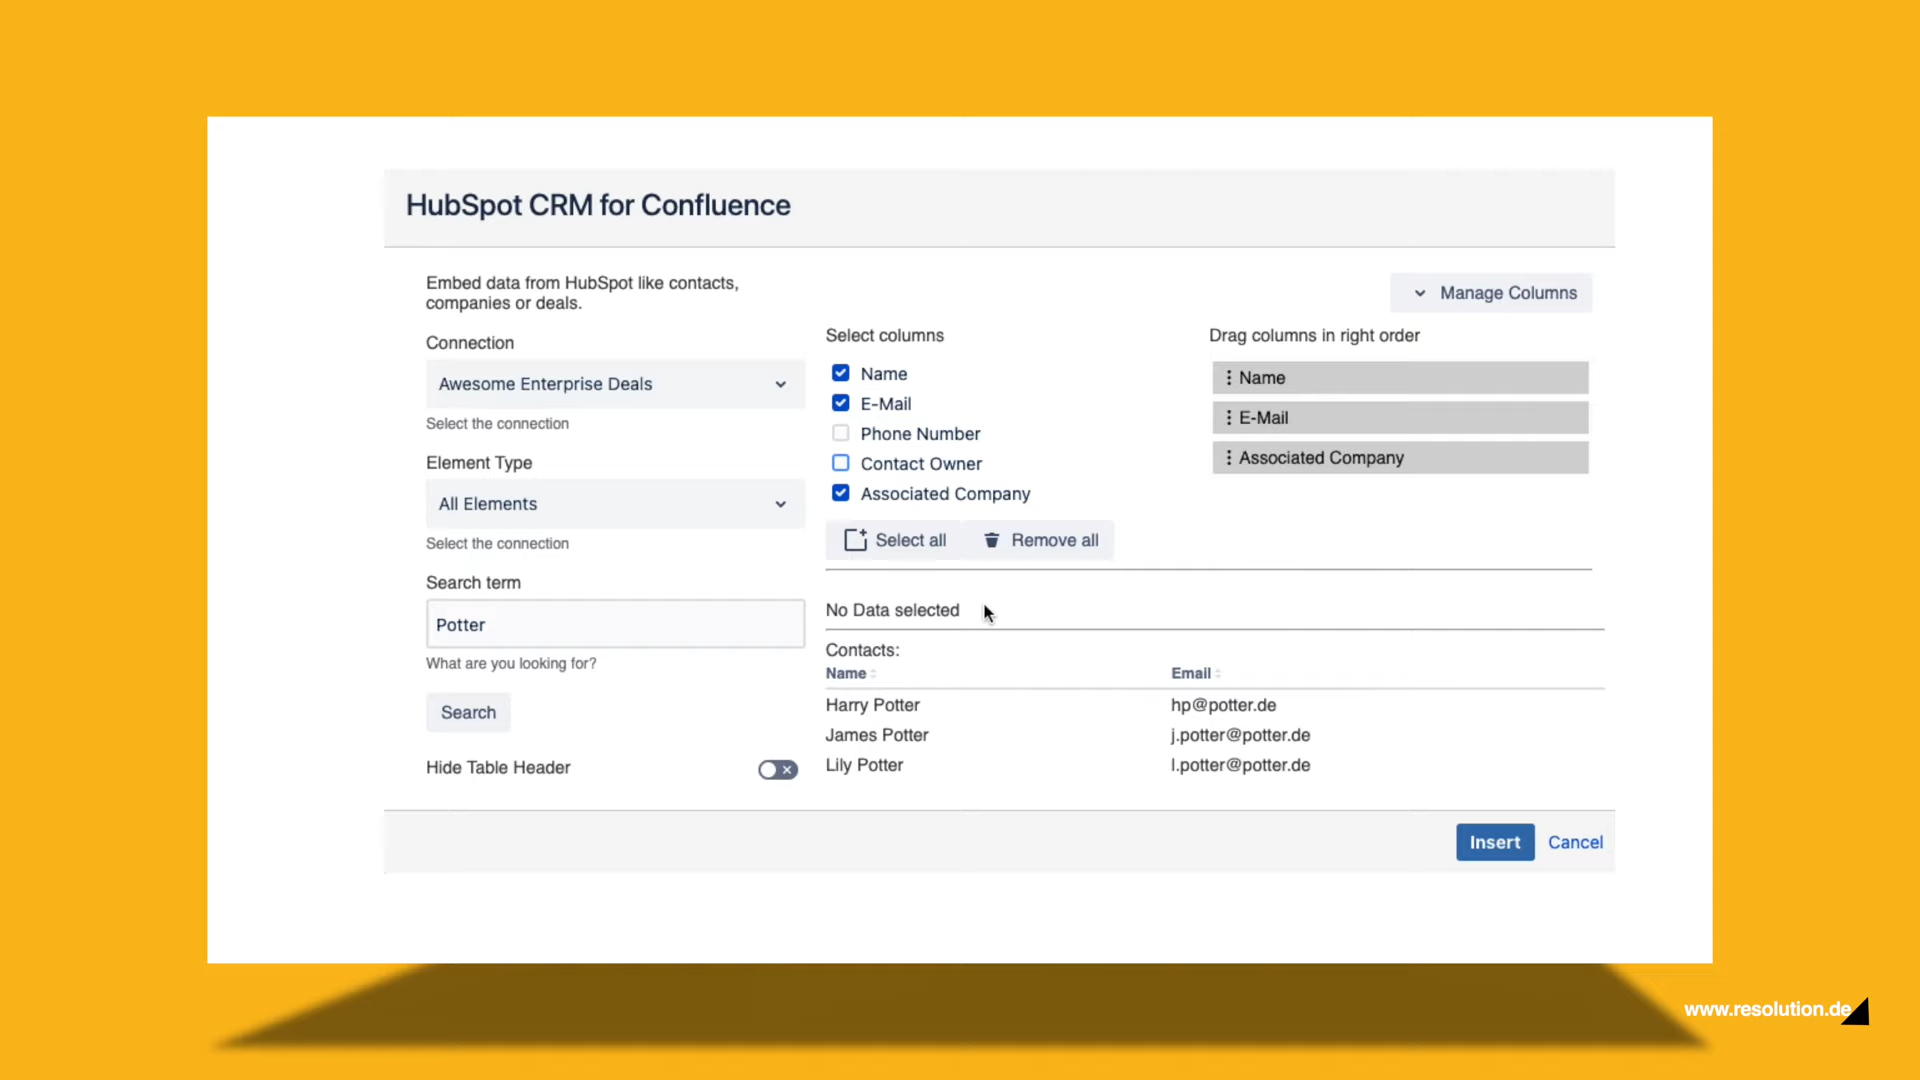 HubSpot CRM for Confluence
Embed data from HubSpot like contacts,
companies or deals.
Connection
Awesome Enterprise Deals
Select the connection
Element Type
All Elements
Select the connection
Search term
Potter
What are you looking for?
Search
Hide Table Header
Manage Columns
Select columns
Name
E-Mail
Phone Number
Contact Owner
Associated Company
Select all
Remove all
Drag columns in right order
Name
E-Mail
Associated Company
No Data selected
Contacts:
Name Email
Harry Potter hp@potter.de
James Potter j.potter@potter.de
Lily Potter l.potter@potter.de
Insert
Cancel
www.resolution.de